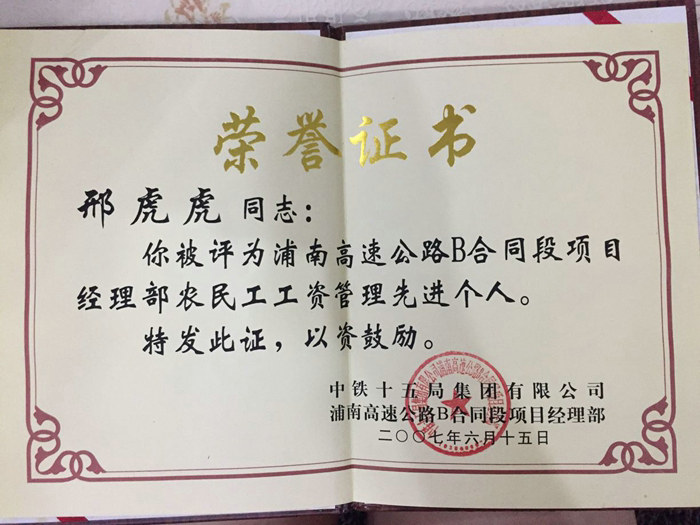 荣誉证书
邢虎虎 同志：
你被评为浦南高速公路B合同段项目
经理部农民工工资管理先进个人。
特发此证，以资鼓励。
中铁十五局集团有限公司
浦南高速公路B合同段项目经理部
二〇〇七年六月十五日